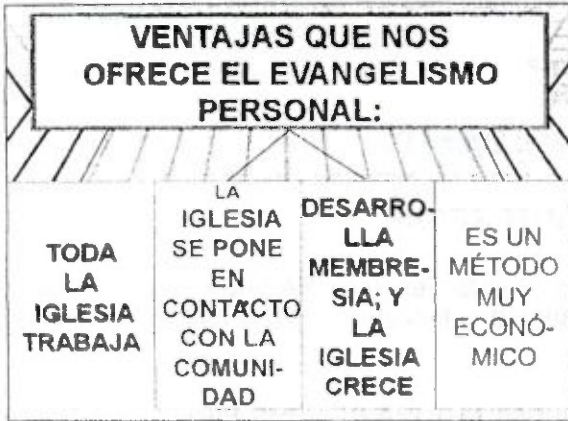 VENTAJAS QUE NOS
OFRECE EL EVANGELISMO
PERSONAL:
TODA
LA
IGLESIA
TRABAJA
LA
IGLESIA
SE PONE
EN
CONTACTO
CON LA
COMUNI-
DAD
DESARRO-
LLA
MEMBRE-
SIA; Y
LA
IGLESIA
CRECE
ES UN
MÉTODO
MUY
ECONÓ-
MICO